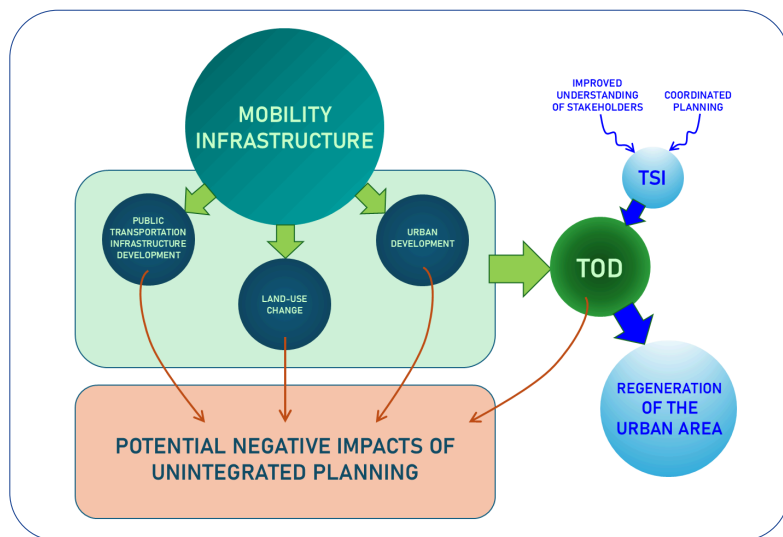 MOBILITY
INFRASTRUCTURE
PUBLIC
TRANSPORTATION
INFRASTRUCTURE
DEVELOPMENT
LAND-USE
CHANGE
URBAN
DEVELOPMENT
IMPROVED
UNDERSTANDING
OF STAKEHOLDERS
COORDINATED
PLANNING
TSI
TOD
REGENERATION
OF THE
URBAN AREA
POTENTIAL NEGATIVE IMPACTS OF
UNINTEGRATED PLANNING